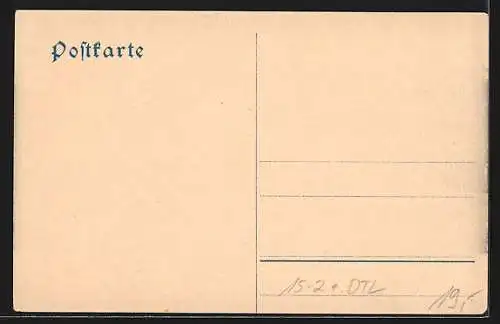 Postkarte
15-2 + DTL
19,-